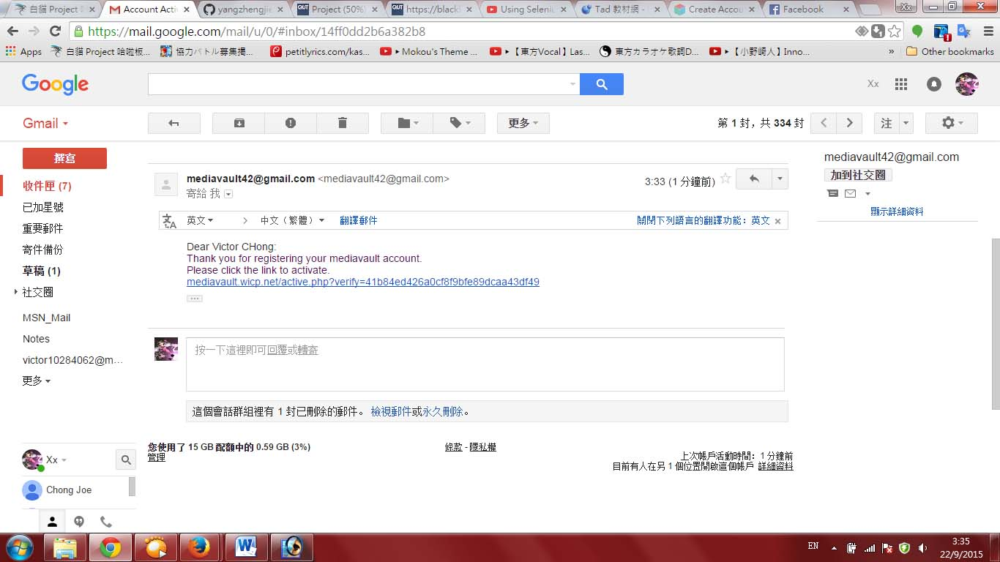 白貓 Project 哈
Account Acti
yangzhengjie
QUT Project (50%)
QUT https://black
Using Seleni
Tad 教材網 -
Create Accou
Facebook
Xx
https://mail.google.com/mail/u/0/#inbox/14ff0dd2b6a382b8
Apps
白貓 Project 哈啦板...
協力バトル募集掲...
petitlyrics.com/kas...
▶ Mokou's Theme ...
▶【東方Vocal】Las...
東方カラオケ歌詞D...
▶【小野崎人】Inno...
»
Other bookmarks
Google
Xx
Gmail
更多
第 1 封，共 334 封
注
撰寫
收件匣 (7)
已加星號
重要郵件
寄件備份
草稿 (1)
社交圈
MSN_Mail
Notes
victor10284062@m...
更多
mediavault42@gmail.com <mediavault42@gmail.com>
3:33 (1 分鐘前)
寄給 我
英文 > 中文（繁體） 翻譯郵件
關閉下列語言的翻譯功能：英文 ×
Dear Victor CHong:
Thank you for registering your mediavault account.
Please click the link to activate.
mediavault.wicp.net/active.php?verify=41b84ed426a0cf8f9bfe89dcaa43df49
按一下這裡即可回覆或轉寄
這個會話群組裡有 1 封已刪除的郵件。 檢視郵件或永久刪除。
您使用了 15 GB 配額中的 0.59 GB (3%)
管理
條款 - 隱私權
上次帳戶活動時間：1 分鐘前
目前有人在另 1 個位置開啟這個帳戶 詳細資料
mediavault42@gmail.com
加到社交圈
顯示詳細資料
Xx
Chong Joe
EN
3:35
22/9/2015